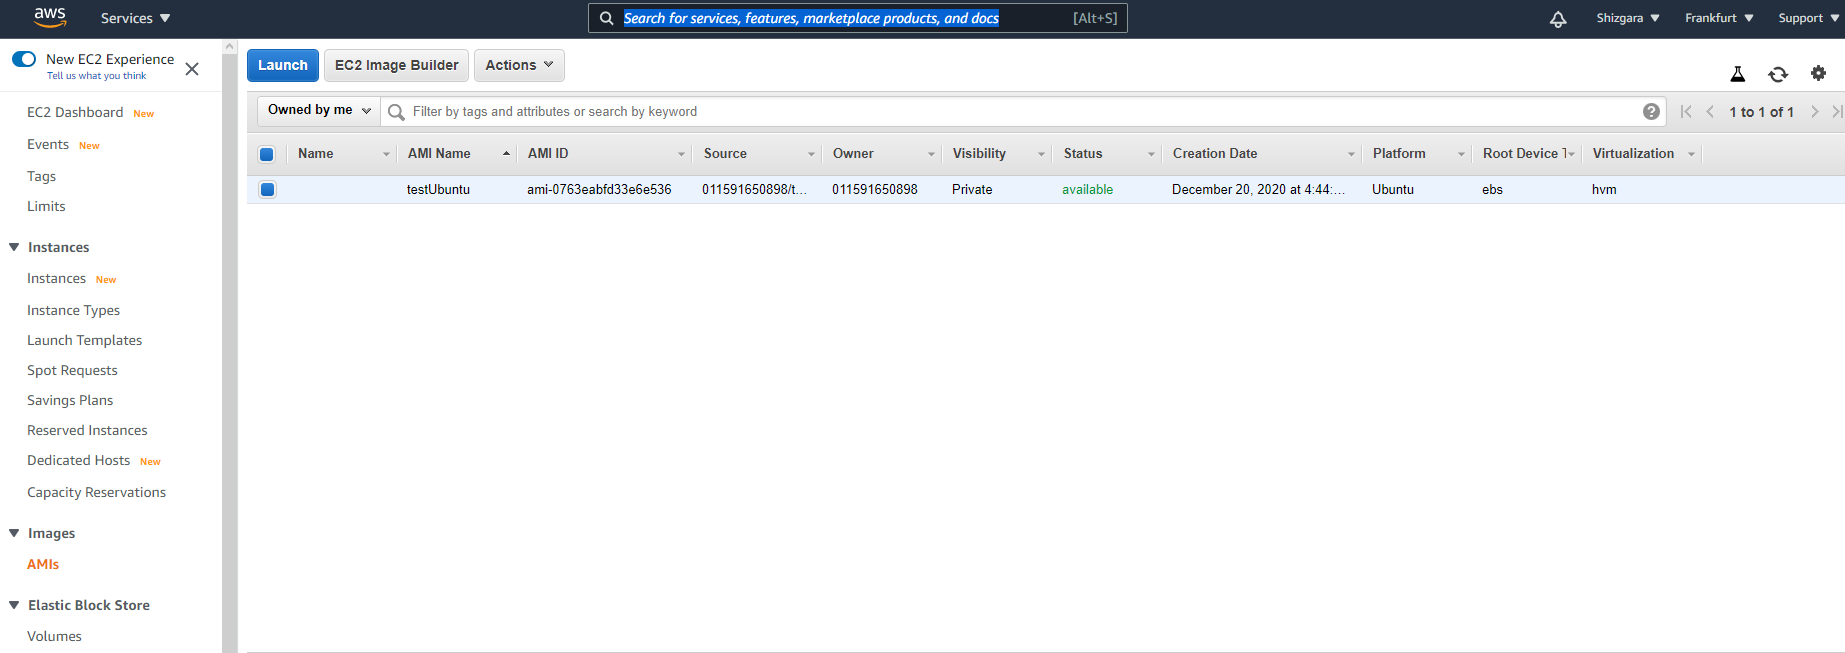 aws Services Search for services, features, marketplace products, and docs [Alt+S] Shizgara Frankfurt Support
New EC2 Experience
Tell us what you think
EC2 Dashboard New
Events New
Tags
Limits
Instances
Instances New
Instance Types
Launch Templates
Spot Requests
Savings Plans
Reserved Instances
Dedicated Hosts New
Capacity Reservations
Images
AMIs
Elastic Block Store
Volumes
Launch EC2 Image Builder Actions
Owned by me Filter by tags and attributes or search by keyword 1 to 1 of 1
Name AMI Name AMI ID Source Owner Visibility Status Creation Date Platform Root Device T Virtualization
testUbuntu ami-0763eabfd33e6e536 011591650898/t... 011591650898 Private available December 20, 2020 at 4:44:... Ubuntu ebs hvm